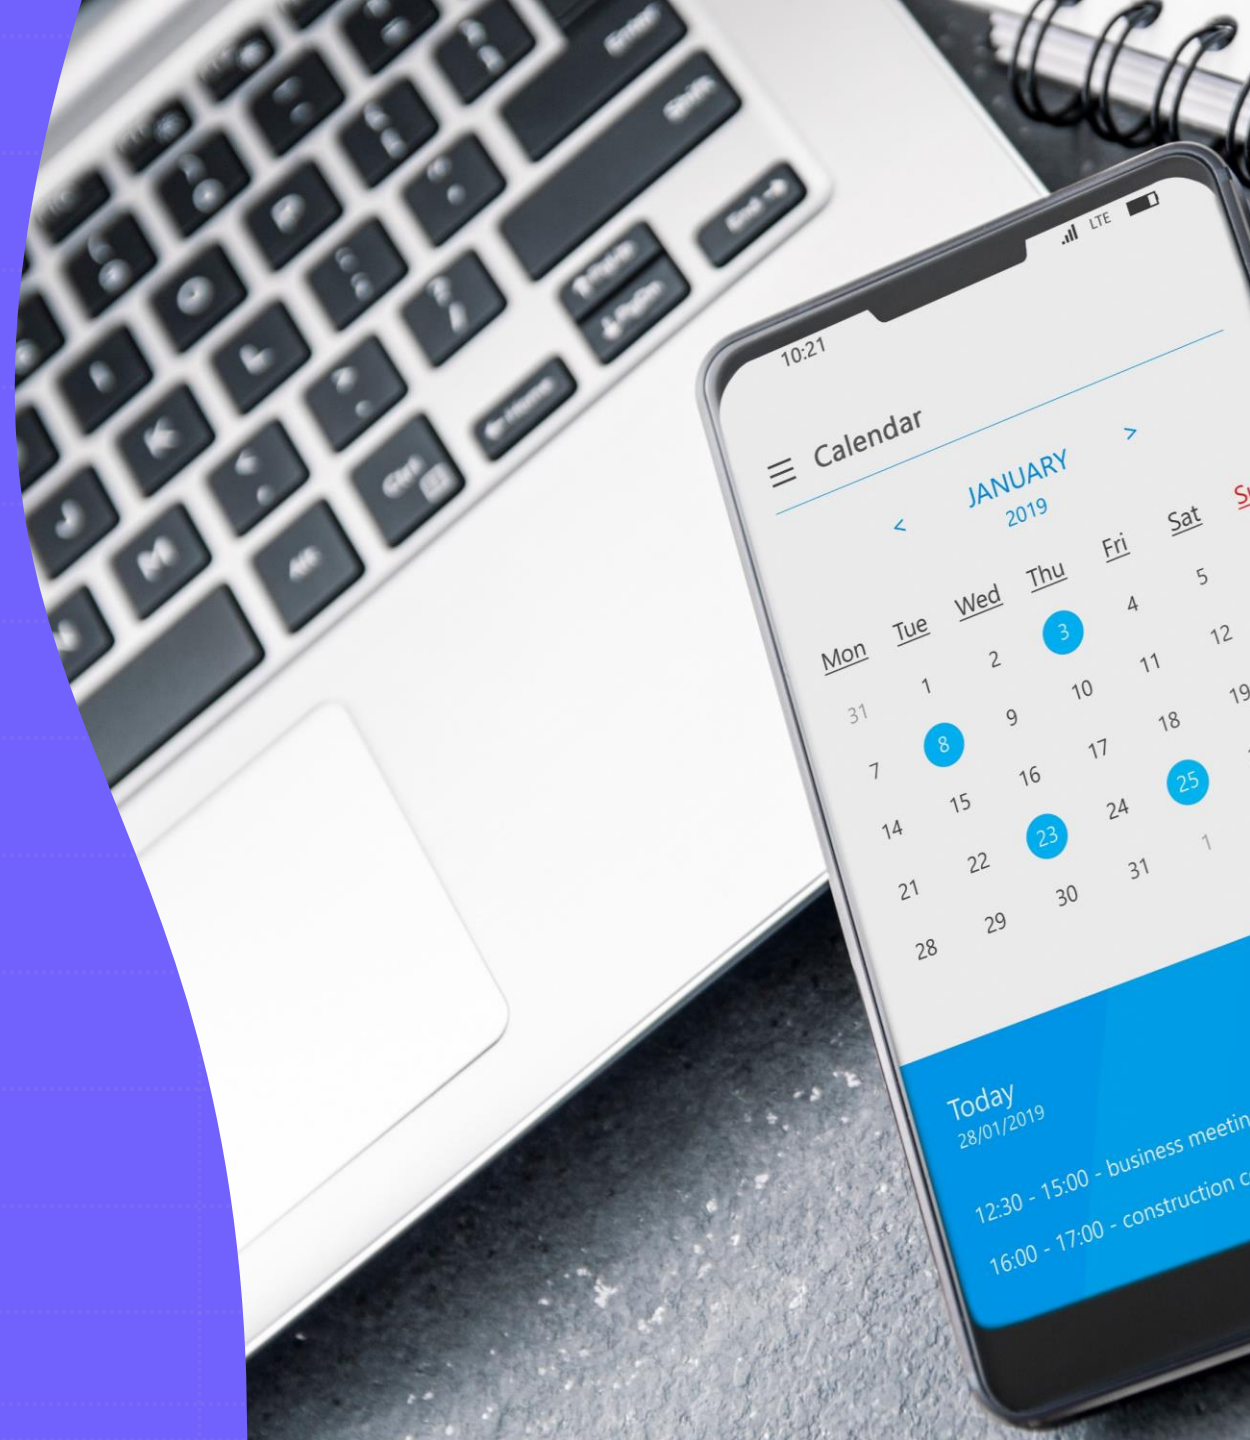 Enter
Shift
End
P
L
K
J
M
Alt
Ctrl
Home
PgUp
PgDn
LTE
10:21
Calendar
< JANUARY >
2019
Mon Tue Wed Thu Fri Sat
31 1 2 3 4 5
7 8 9 10 11 12
14 15 16 17 18 19
21 22 23 24 25
28 29 30 31 1
Today
28/01/2019
12:30 - 15:00 - business
16:00 - 17:00 - construction